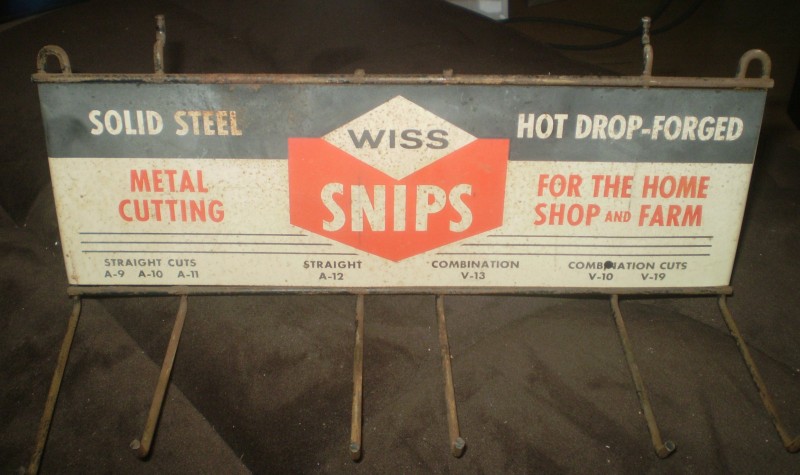 SOLID STEEL
WISS
HOT DROP-FORGED
METAL
CUTTING
SNIPS
FOR THE HOME
SHOP AND FARM
STRAIGHT CUTS
A-9 A-10 A-11
STRAIGHT
A-12
COMBINATION
V-13
COMBINATION CUTS
V-10 V-19